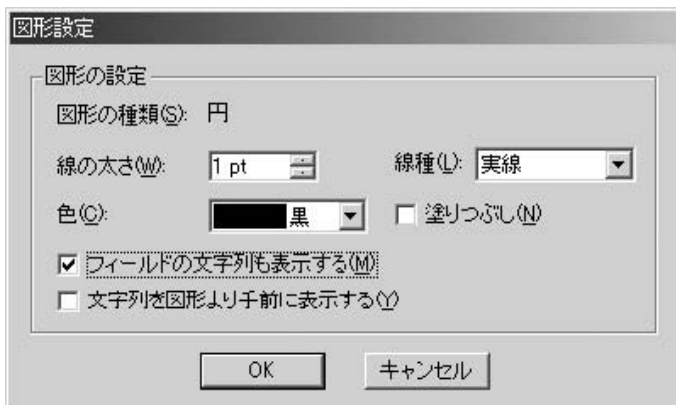 図形設定
図形の設定
図形の種類(S): 円
線の太さ(W): 1 pt 線種(L): 実線
色(C): 黒 塗りつぶし(N)
フィールドの文字列も表示する(M)
文字列を図形より手前に表示する(Y)
OK キャンセル